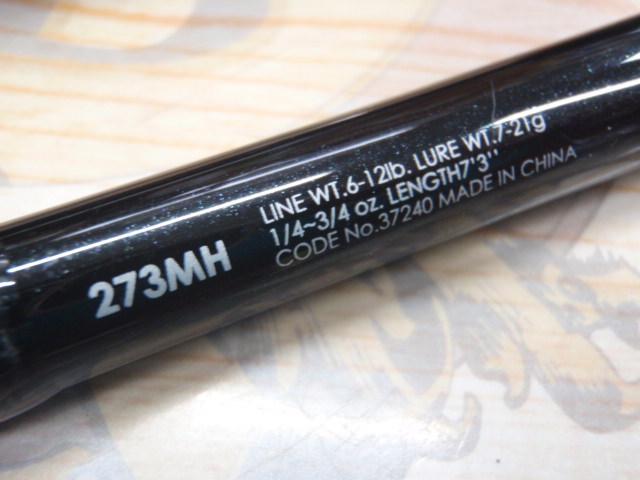 273MH
LINE WT.6-12lb. LURE WT.7-21g
1/4~3/4 oz. LENGTH7'3''
CODE No.37240 MADE IN CHINA